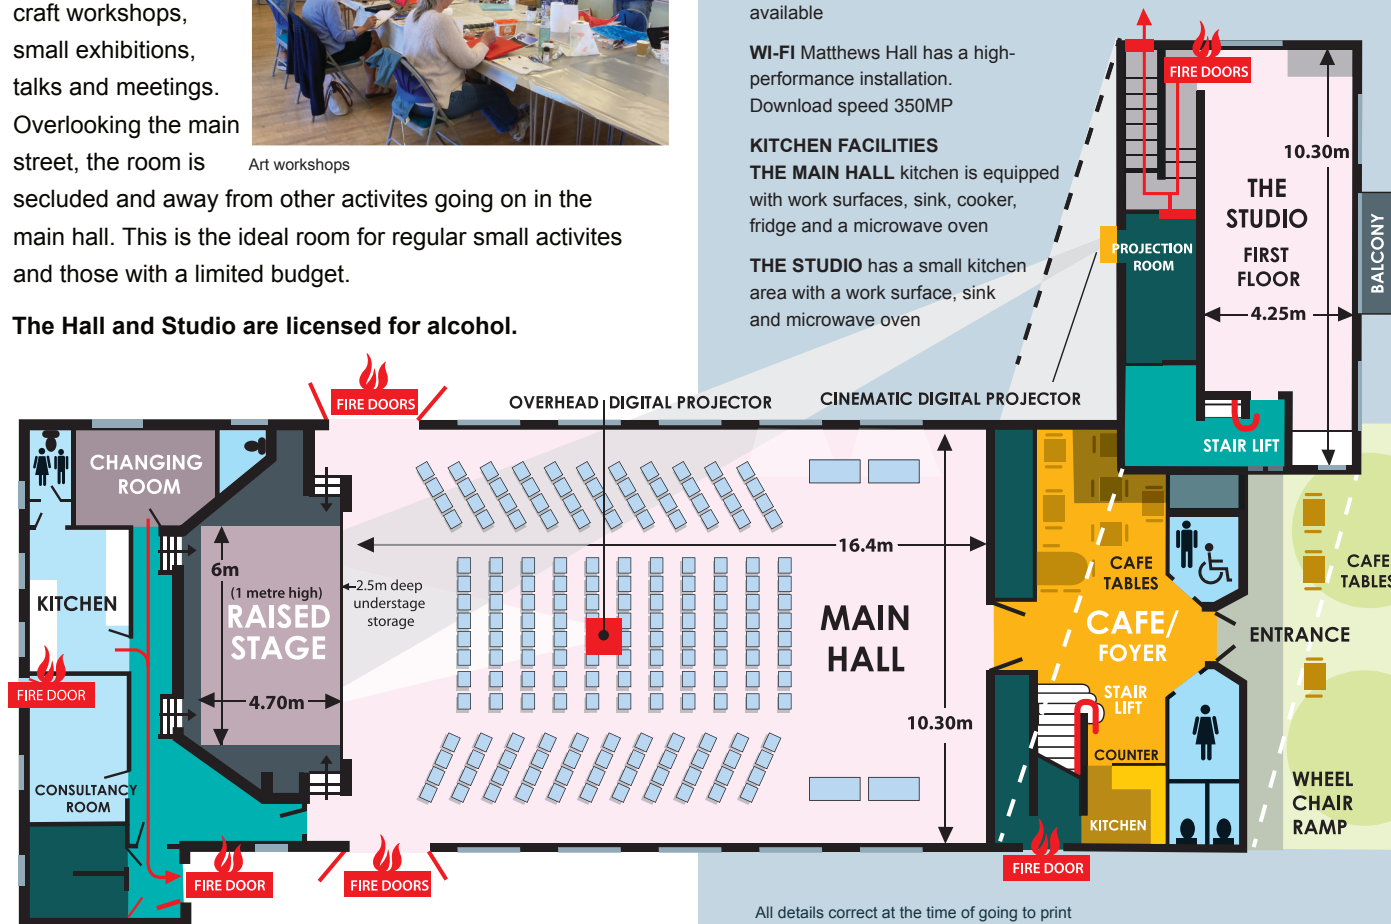 craft workshops,
small exhibitions,
talks and meetings.
Overlooking the main
street, the room is
secluded and away from other activites going on in the
main hall. This is the ideal room for regular small activites
and those with a limited budget.
The Hall and Studio are licensed for alcohol.
Art workshops
available
WI-FI Matthews Hall has a high-
performance installation.
Download speed 350MP
KITCHEN FACILITIES
THE MAIN HALL kitchen is equipped
with work surfaces, sink, cooker,
fridge and a microwave oven
THE STUDIO has a small kitchen
area with a work surface, sink
and microwave oven
FIRE DOORS
10.30m
THE
STUDIO
FIRST
FLOOR
4.25m
BALCONY
PROJECTION
ROOM
STAIR LIFT
FIRE DOORS
OVERHEAD DIGITAL PROJECTOR
CINEMATIC DIGITAL PROJECTOR
CHANGING
ROOM
KITCHEN
FIRE DOOR
CONSULTANCY
ROOM
6m
(1 metre high)
RAISED
STAGE
4.70m
2.5m deep
understage
storage
16.4m
MAIN
HALL
10.30m
CAFE
TABLES
CAFE/
FOYER
STAIR
LIFT
COUNTER
KITCHEN
ENTRANCE
CAFE
TABLES
WHEEL
CHAIR
RAMP
FIRE DOOR
FIRE DOORS
FIRE DOOR
All details correct at the time of going to print